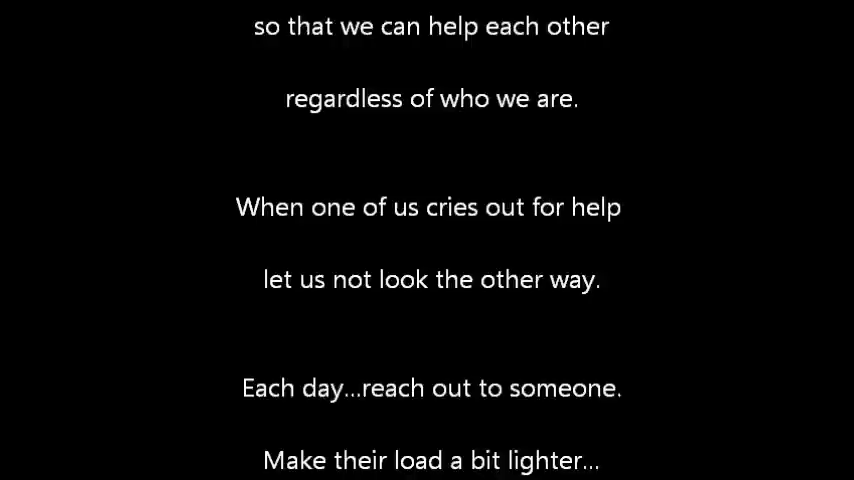 so that we can help each other
regardless of who we are.
When one of us cries out for help
let us not look the other way.
Each day...reach out to someone.
Make their load a bit lighter...